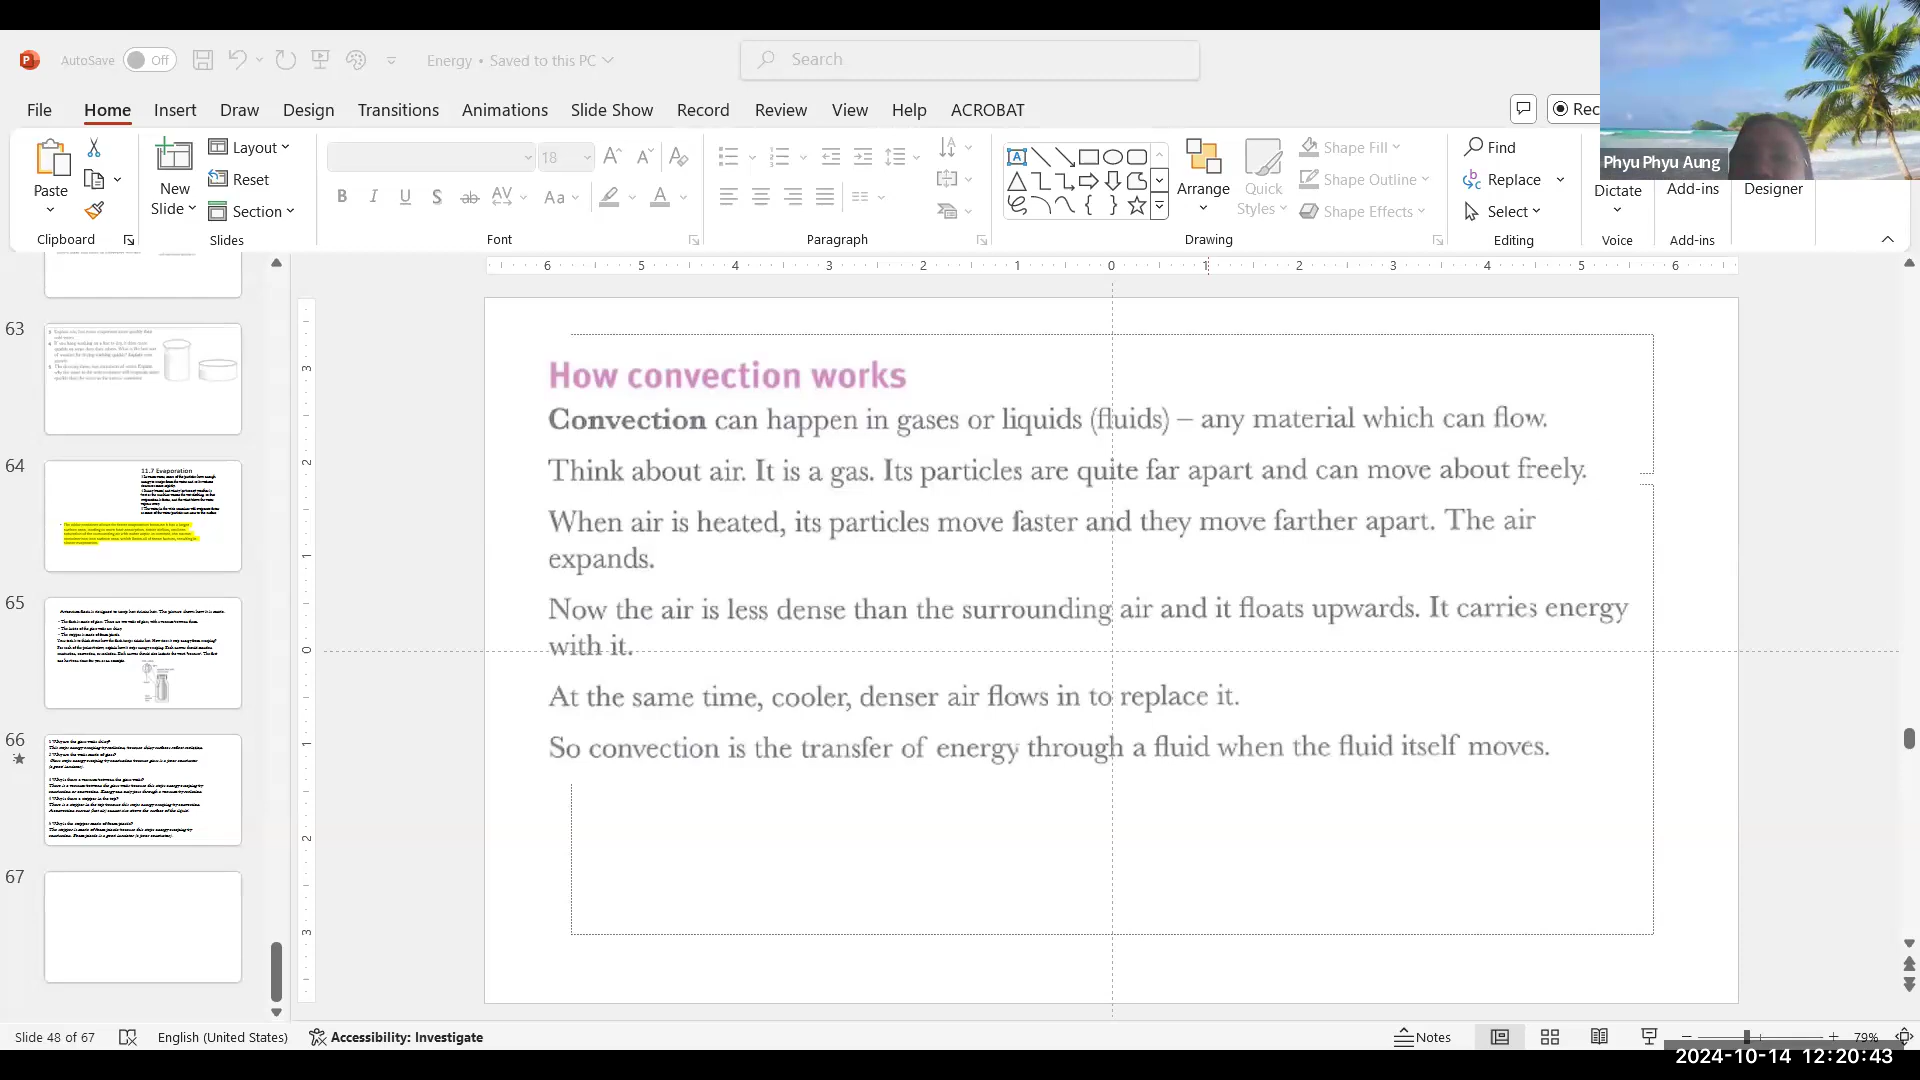 AutoSave Off Energy • Saved to this PC Search
File Home Insert Draw Design Transitions Animations Slide Show Record Review View Help ACROBAT Rec
Phyu Phyu Aung
Paste
New Slide
Layout
Reset
Section
18
Arrange
Quick Styles
Shape Fill
Shape Outline
Shape Effects
Find
Replace
Select
Dictate
Add-ins
Designer
Clipboard Slides Font Paragraph Drawing Editing Voice Add-ins
63
64
11.7 Evaporation
65
66
67
How convection works
Convection can happen in gases or liquids (fluids) – any material which can flow.
Think about air. It is a gas. Its particles are quite far apart and can move about freely.
When air is heated, its particles move faster and they move farther apart. The air
expands.
Now the air is less dense than the surrounding air and it floats upwards. It carries energy
with it.
At the same time, cooler, denser air flows in to replace it.
So convection is the transfer of energy through a fluid when the fluid itself moves.
Slide 48 of 67 English (United States) Accessibility: Investigate Notes 79%
2024-10-14 12:20:43